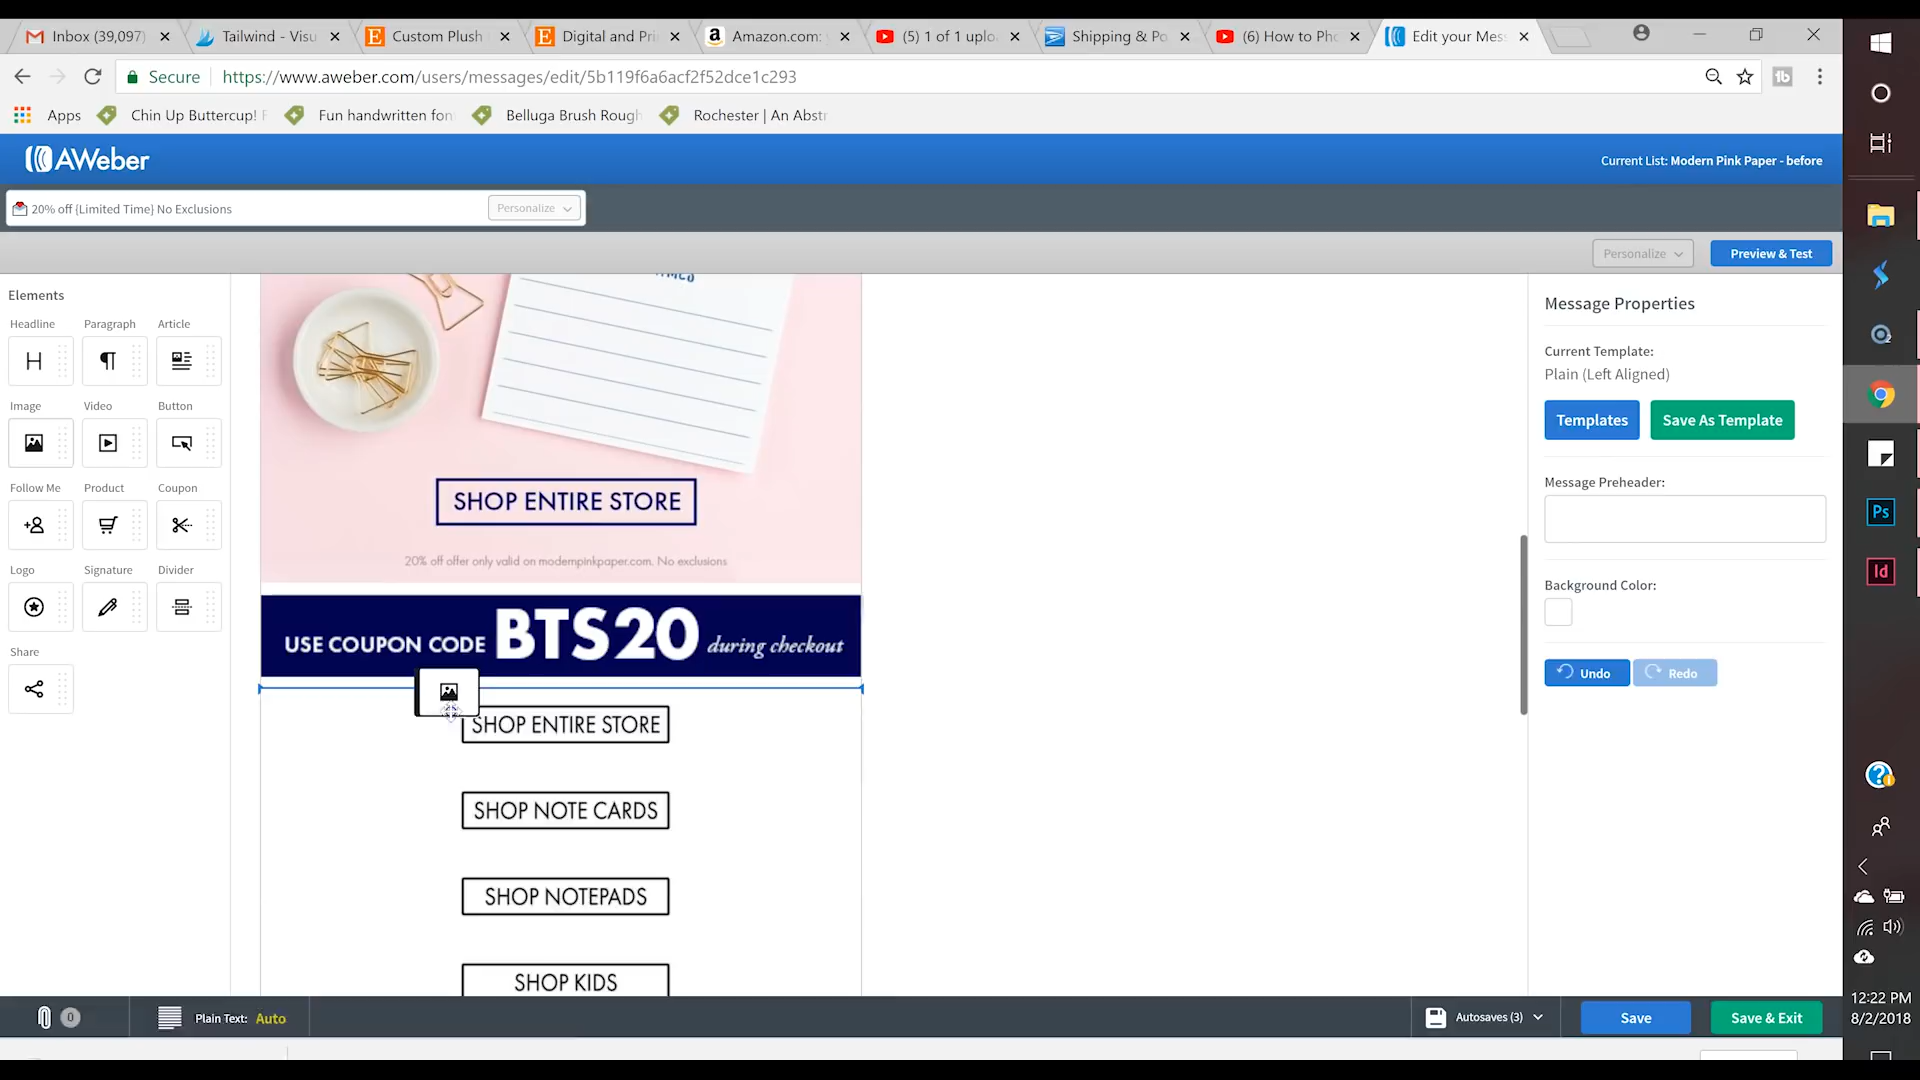 Inbox (39,097)
Tailwind - Visu
Custom Plush
Digital and Pri
Amazon.com:
(5) 1 of 1 uplo
Shipping & Po
(6) How to Pho
Edit your Mes
Secure
https://www.aweber.com/users/messages/edit/5b119f6a6acf2f52dce1c293
Apps
Chin Up Buttercup! F
Fun handwritten fon
Belluga Brush Rough
Rochester | An Abstr
AWeber
Current List: Modern Pink Paper - before
20% off {Limited Time} No Exclusions
Personalize
Personalize
Preview & Test
Elements
Headline
Paragraph
Article
Image
Video
Button
Follow Me
Product
Coupon
Logo
Signature
Divider
Share
SHOP ENTIRE STORE
20% off offer only valid on modernpinkpaper.com. No exclusions
USE COUPON CODE BTS20 during checkout
SHOP ENTIRE STORE
SHOP NOTE CARDS
SHOP NOTEPADS
SHOP KIDS
Message Properties
Current Template:
Plain (Left Aligned)
Templates
Save As Template
Message Preheader:
Background Color:
Undo
Redo
0
Plain Text: Auto
Autosaves (3)
Save
Save & Exit
Ps
Id
12:22 PM
8/2/2018